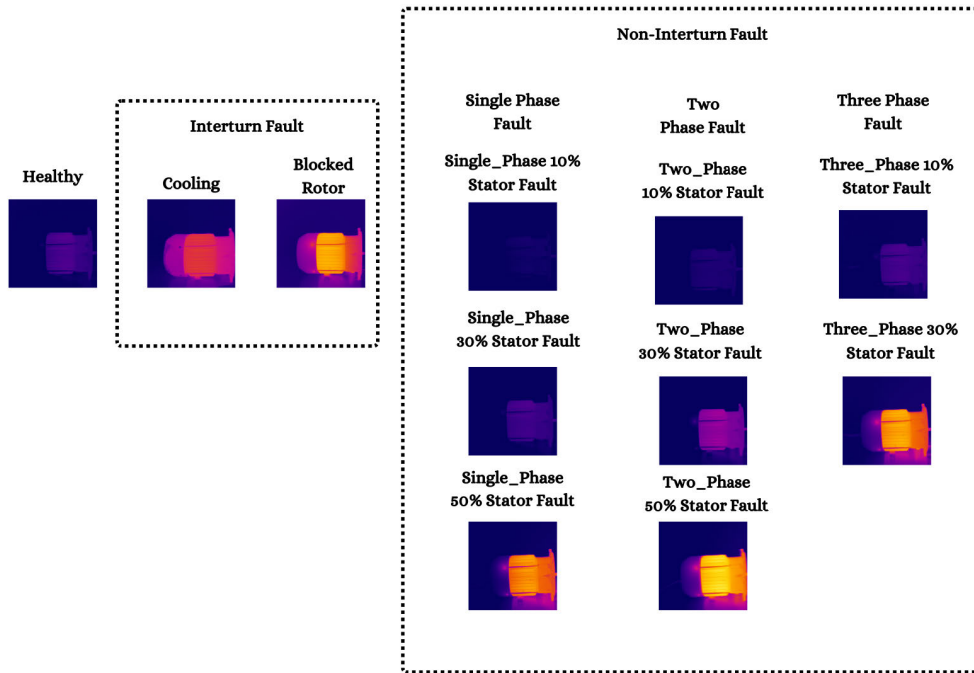 Non-Interturn Fault
Interturn Fault
Healthy
Cooling
Blocked
Rotor
Single Phase
Fault
Single_Phase 10%
Stator Fault
Single_Phase
30% Stator Fault
Single_Phase
50% Stator Fault
Two
Phase Fault
Two_Phase
10% Stator Fault
Two_Phase
30% Stator Fault
Two_Phase
50% Stator Fault
Three Phase
Fault
Three_Phase 10%
Stator Fault
Three_Phase 30%
Stator Fault